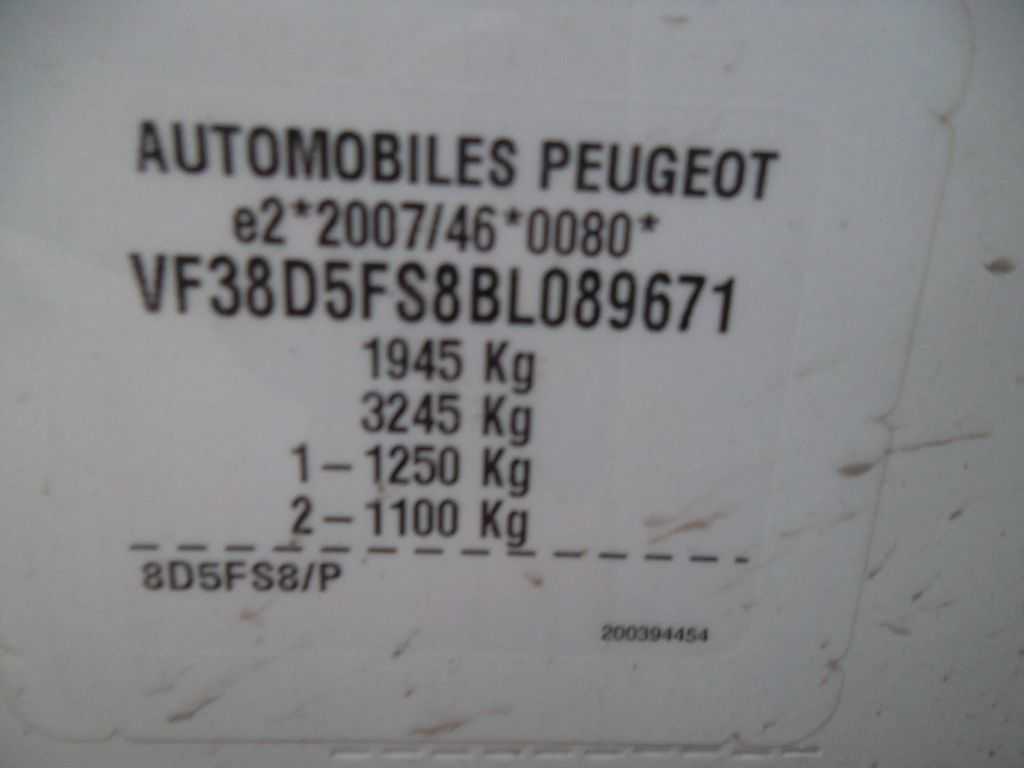 AUTOMOBILES PEUGEOT
e2*2007/46*0080*
VF38D5FS8BL089671
1945 Kg
3245 Kg
1-1250 Kg
2-1100 Kg
8D5FS8/P
200394454